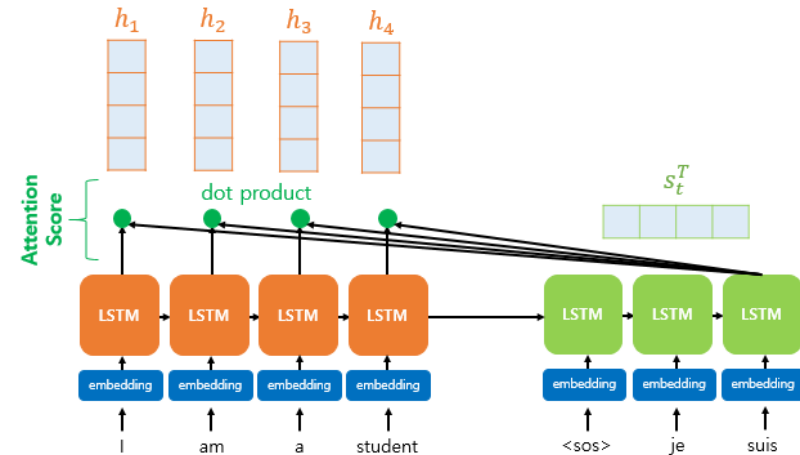 h₁ h₂ h₃ h₄
dot product
s_t^T
Attention
Score
LSTM LSTM LSTM LSTM LSTM LSTM LSTM
embedding embedding embedding embedding embedding embedding embedding
I am a student <sos> je suis